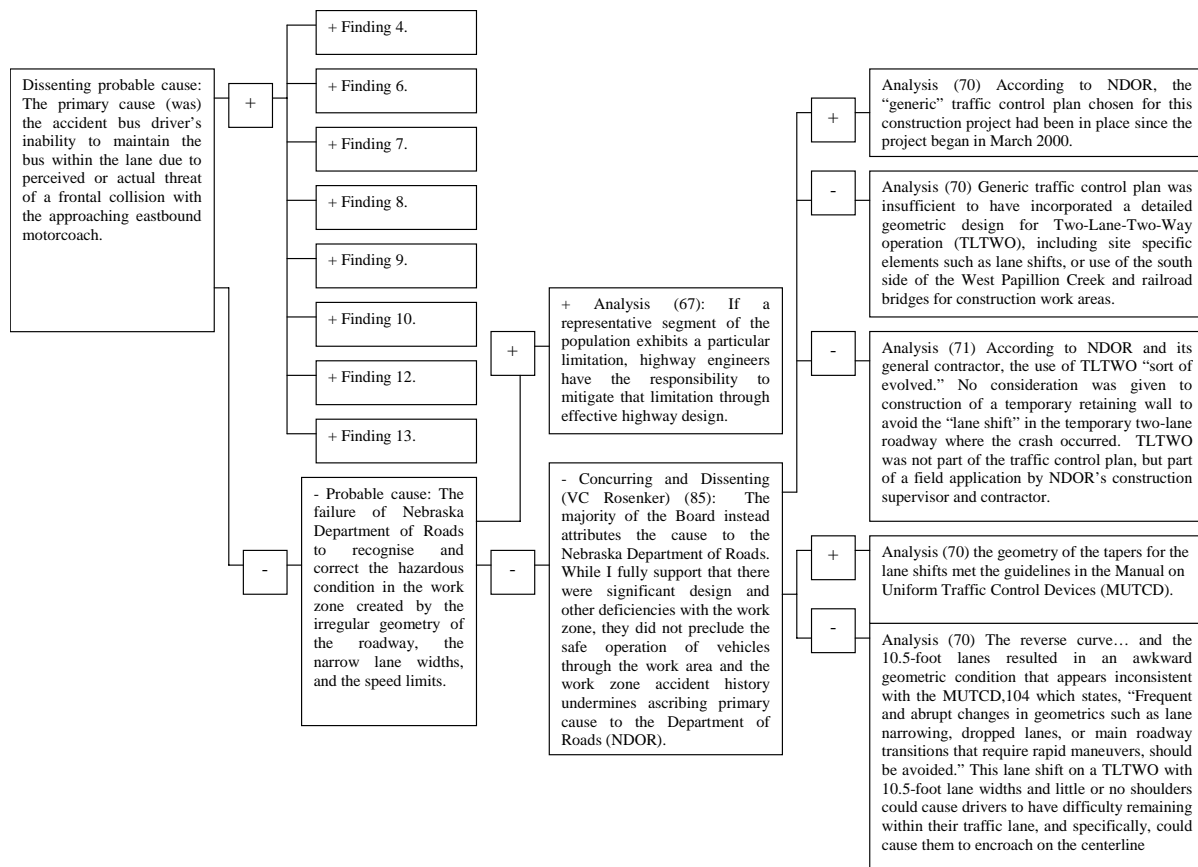 Dissenting probable cause:
The primary cause (was)
the accident bus driver's
inability to maintain the
bus within the lane due to
perceived or actual threat
of a frontal collision with
the approaching eastbound
motorcoach.
+
-
+ Finding 4.
+ Finding 6.
+ Finding 7.
+ Finding 8.
+ Finding 9.
+ Finding 10.
+ Finding 12.
+ Finding 13.
- Probable cause: The
failure of Nebraska
Department of Roads
to recognise and
correct the hazardous
condition in the work
zone created by the
irregular geometry of
the roadway, the
narrow lane widths,
and the speed limits.
+
-
+ Analysis (67): If a
representative segment of the
population exhibits a particular
limitation, highway engineers
have the responsibility to
mitigate that limitation through
effective highway design.
- Concurring and Dissenting
(VC Rosenker) (85): The
majority of the Board instead
attributes the cause to the
Nebraska Department of Roads.
While I fully support that there
were significant design and
other deficiencies with the work
zone, they did not preclude the
safe operation of vehicles
through the work area and the
work zone accident history
undermines ascribing primary
cause to the Department of
Roads (NDOR).
+
Analysis (70) According to NDOR, the
“generic” traffic control plan chosen for this
construction project had been in place since the
project began in March 2000.
-
Analysis (70) Generic traffic control plan was
insufficient to have incorporated a detailed
geometric design for Two-Lane-Two-Way
operation (TLTWO), including site specific
elements such as lane shifts, or use of the south
side of the West Papillion Creek and railroad
bridges for construction work areas.
-
Analysis (71) According to NDOR and its
general contractor, the use of TLTWO “sort of
evolved.” No consideration was given to
construction of a temporary retaining wall to
avoid the “lane shift” in the temporary two-lane
roadway where the crash occurred. TLTWO
was not part of the traffic control plan, but part
of a field application by NDOR's construction
supervisor and contractor.
+
Analysis (70) the geometry of the tapers for the
lane shifts met the guidelines in the Manual on
Uniform Traffic Control Devices (MUTCD).
-
Analysis (70) The reverse curve… and the
10.5-foot lanes resulted in an awkward
geometric condition that appears inconsistent
with the MUTCD,104 which states, “Frequent
and abrupt changes in geometrics such as lane
narrowing, dropped lanes, or main roadway
transitions that require rapid maneuvers, should
be avoided.” This lane shift on a TLTWO with
10.5-foot lane widths and little or no shoulders
could cause drivers to have difficulty remaining
within their traffic lane, and specifically, could
cause them to encroach on the centerline